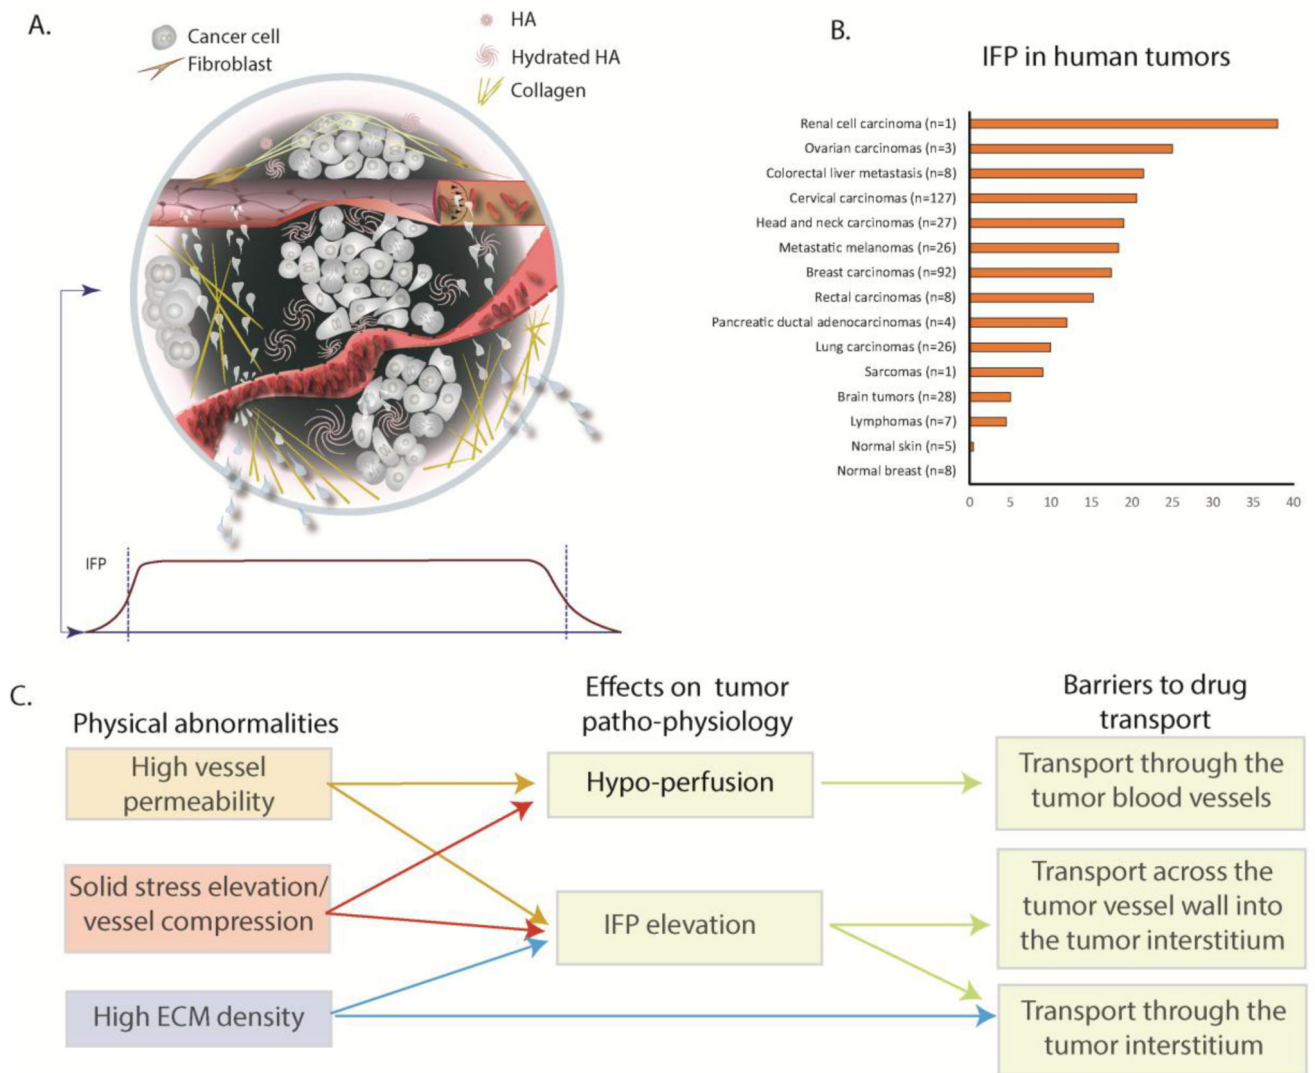 A.
Cancer cell
Fibroblast
HA
Hydrated HA
Collagen
IFP
B.
IFP in human tumors
Renal cell carcinoma (n=1)
Ovarian carcinomas (n=3)
Colorectal liver metastasis (n=8)
Cervical carcinomas (n=127)
Head and neck carcinomas (n=27)
Metastatic melanomas (n=26)
Breast carcinomas (n=92)
Rectal carcinomas (n=8)
Pancreatic ductal adenocarcinomas (n=4)
Lung carcinomas (n=26)
Sarcomas (n=1)
Brain tumors (n=28)
Lymphomas (n=7)
Normal skin (n=5)
Normal breast (n=8)
0 5 10 15 20 25 30 35 40
C.
Physical abnormalities
High vessel
permeability
Solid stress elevation/
vessel compression
High ECM density
Effects on tumor
patho-physiology
Hypo-perfusion
IFP elevation
Barriers to drug
transport
Transport through the
tumor blood vessels
Transport across the
tumor vessel wall into
the tumor interstitium
Transport through the
tumor interstitium